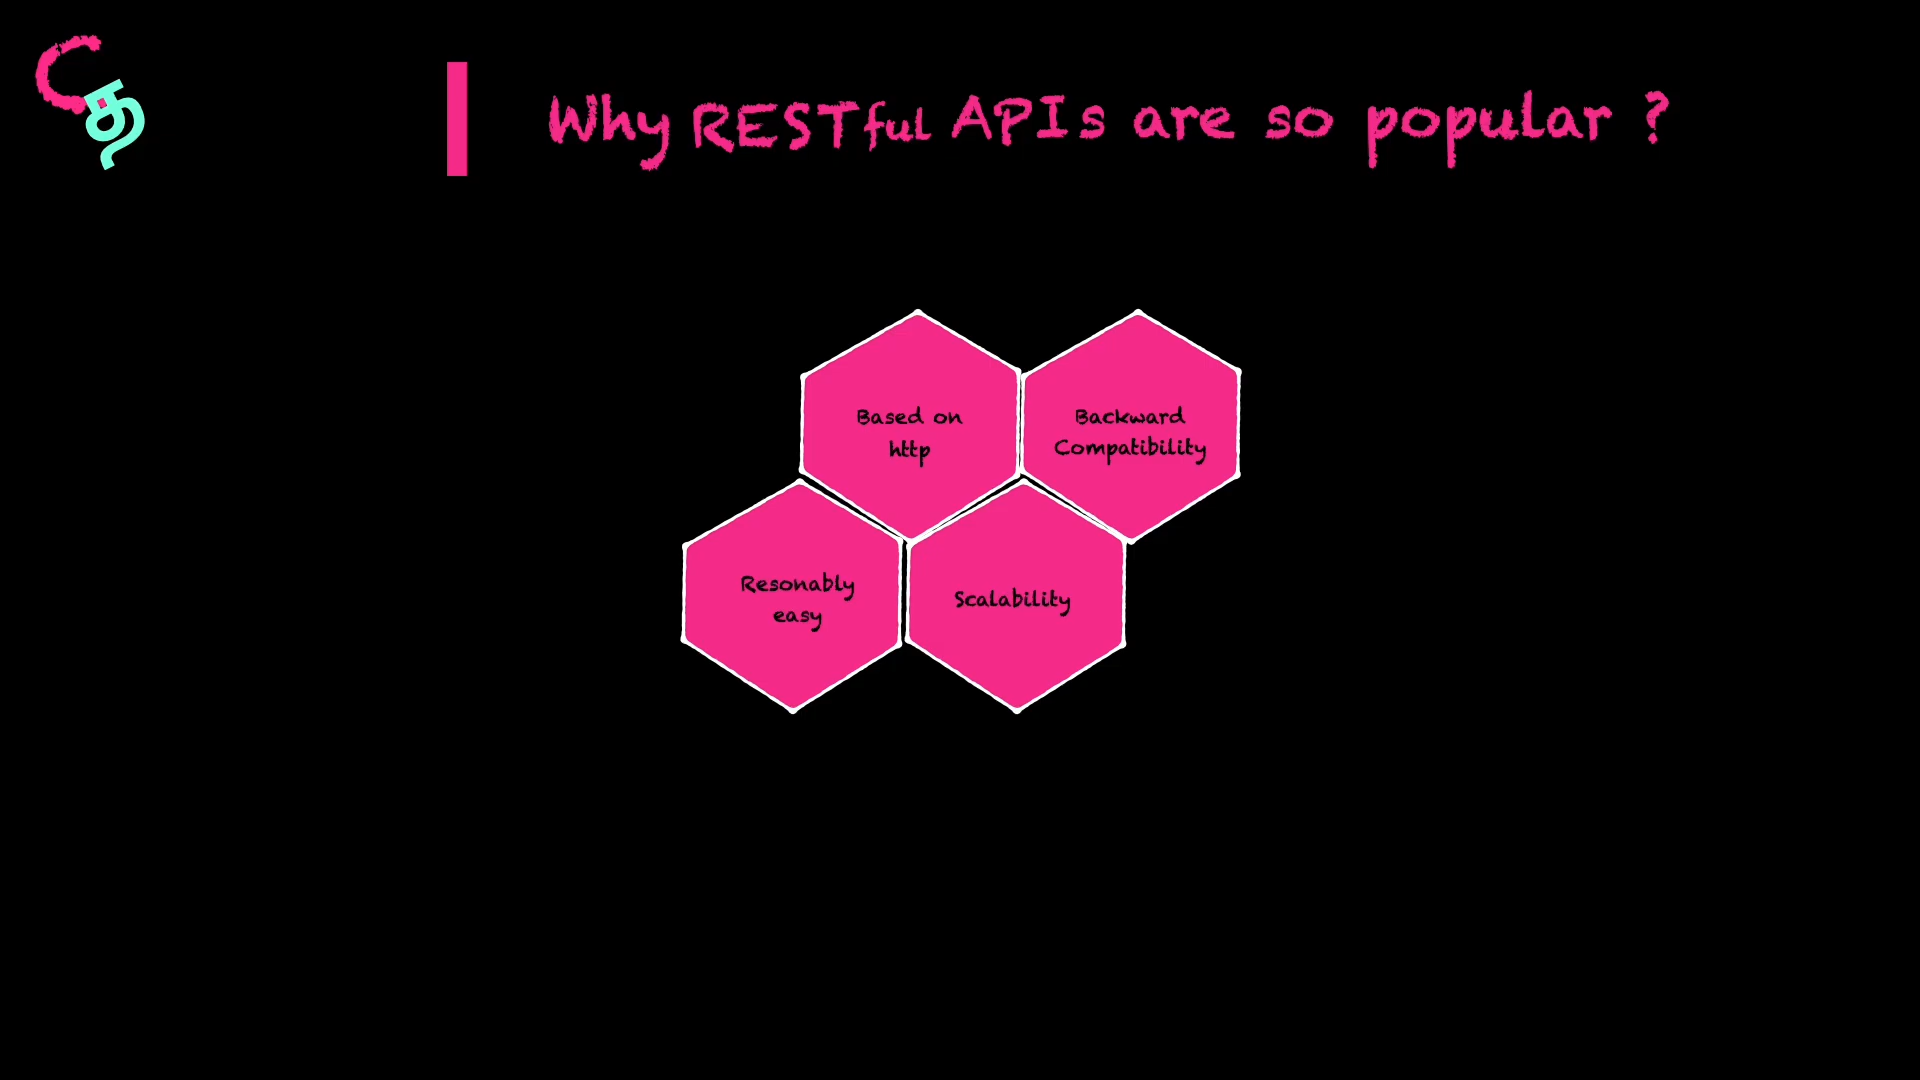 த
Why RESTful APIs are so popular ?
Based on
http
Backward
Compatibility
Resonably
easy
Scalability